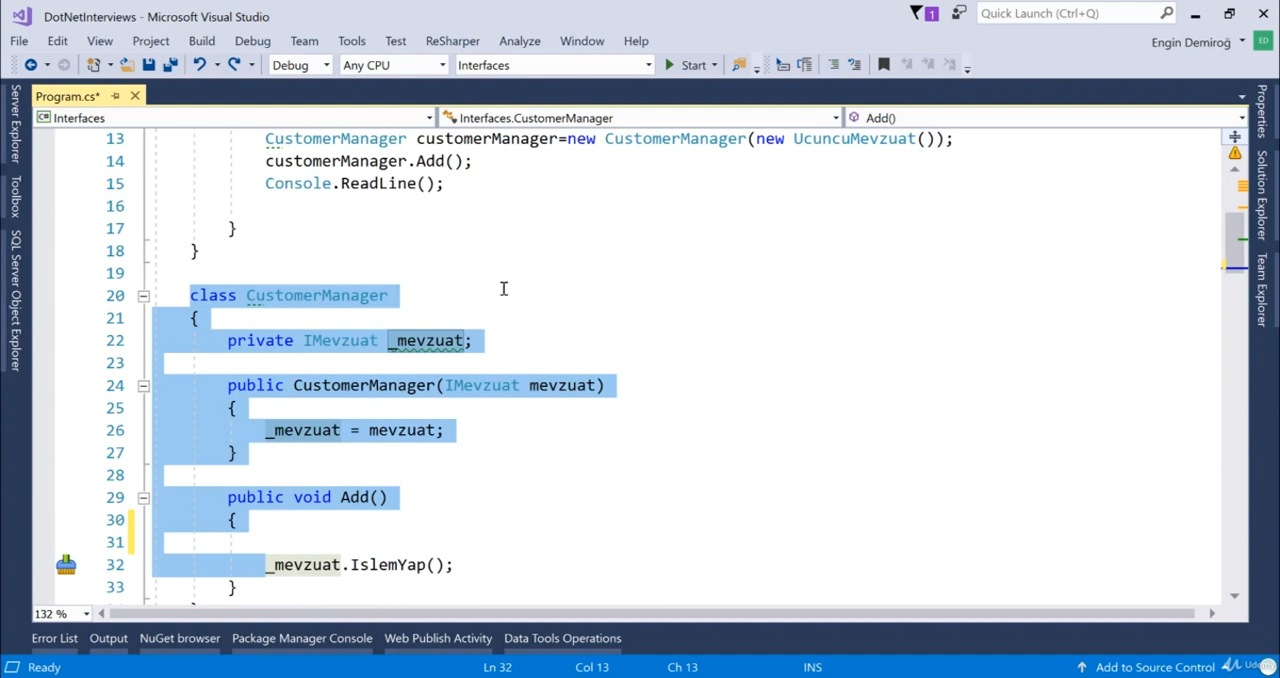 DotNetInterviews - Microsoft Visual Studio
1
Quick Launch (Ctrl+Q)
File Edit View Project Build Debug Team Tools Test ReSharper Analyze Window Help
Engin Demiroğ ED
Debug Any CPU Interfaces Start
Program.cs*
Interfaces Interfaces.CustomerManager Add()
Server Explorer
Toolbox
SQL Server Object Explorer
13 CustomerManager customerManager=new CustomerManager(new UcuncuMevzuat());
14 customerManager.Add();
15 Console.ReadLine();
16
17 }
18 }
19
20 class CustomerManager
21 {
22 private IMevzuat _mevzuat;
23
24 public CustomerManager(IMevzuat mevzuat)
25 {
26 _mevzuat = mevzuat;
27 }
28
29 public void Add()
30 {
31
32 _mevzuat.IslemYap();
33 }
Properties
Solution Explorer
Team Explorer
132 %
Error List Output NuGet browser Package Manager Console Web Publish Activity Data Tools Operations
Ready Ln 32 Col 13 Ch 13 INS Add to Source Control
Udemy